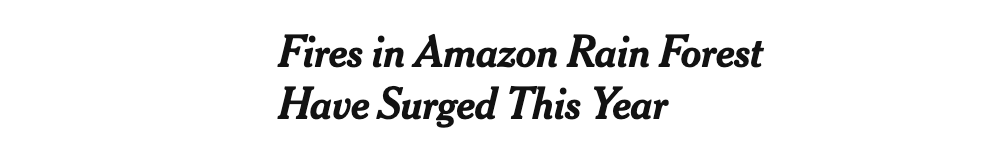 Fires in Amazon Rain Forest
Have Surged This Year